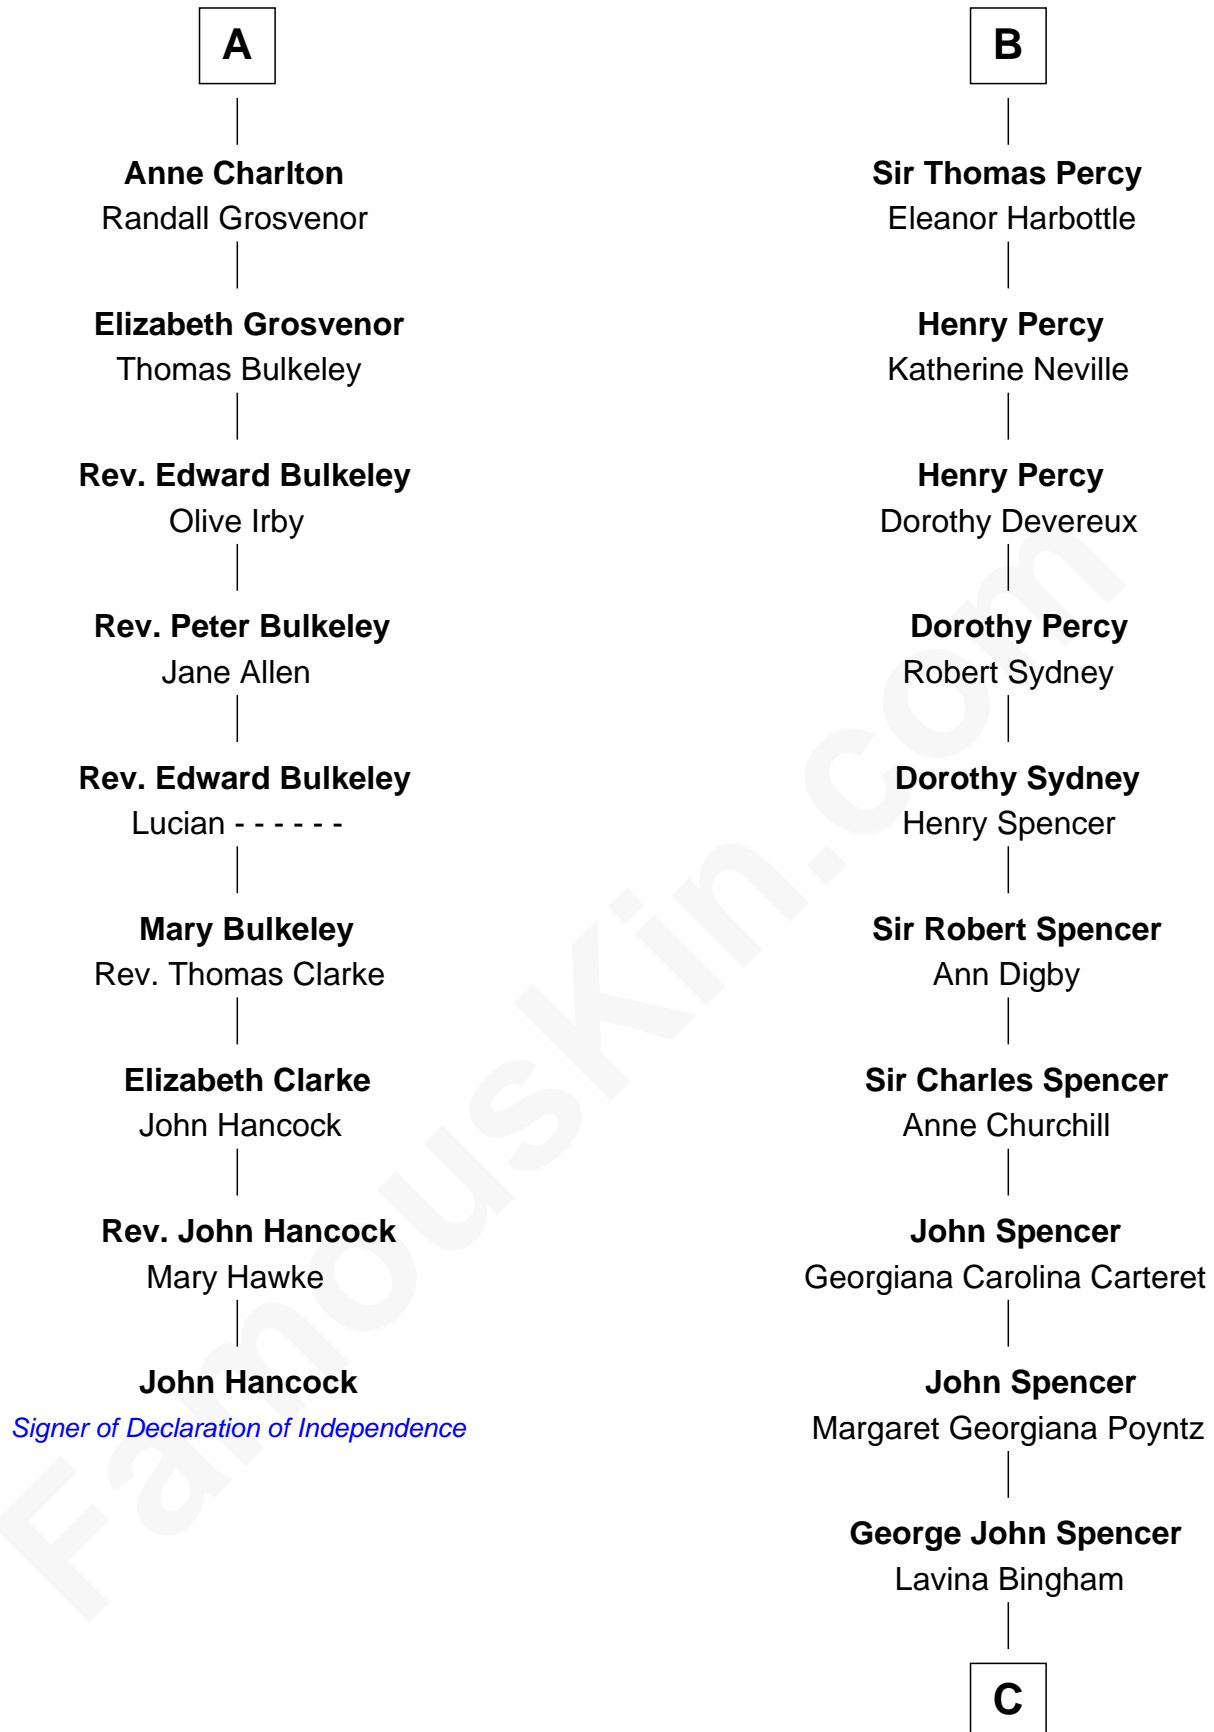 A
Anne Charlton
Randall Grosvenor
Elizabeth Grosvenor
Thomas Bulkeley
Rev. Edward Bulkeley
Olive Irby
Rev. Peter Bulkeley
Jane Allen
Rev. Edward Bulkeley
Lucian - - - - - -
Mary Bulkeley
Rev. Thomas Clarke
Elizabeth Clarke
John Hancock
Rev. John Hancock
Mary Hawke
John Hancock
Signer of Declaration of Independence
B
Sir Thomas Percy
Eleanor Harbottle
Henry Percy
Katherine Neville
Henry Percy
Dorothy Devereux
Dorothy Percy
Robert Sydney
Dorothy Sydney
Henry Spencer
Sir Robert Spencer
Ann Digby
Sir Charles Spencer
Anne Churchill
John Spencer
Georgiana Carolina Carteret
John Spencer
Margaret Georgiana Poyntz
George John Spencer
Lavina Bingham
C
FamousKin.com